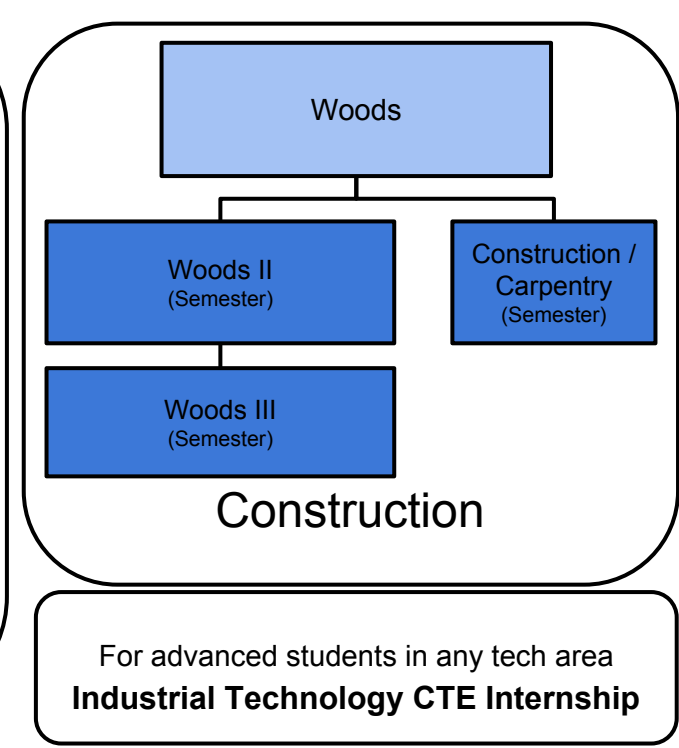 Woods
Woods II
(Semester)
Construction /
Carpentry
(Semester)
Woods III
(Semester)
Construction
For advanced students in any tech area
Industrial Technology CTE Internship